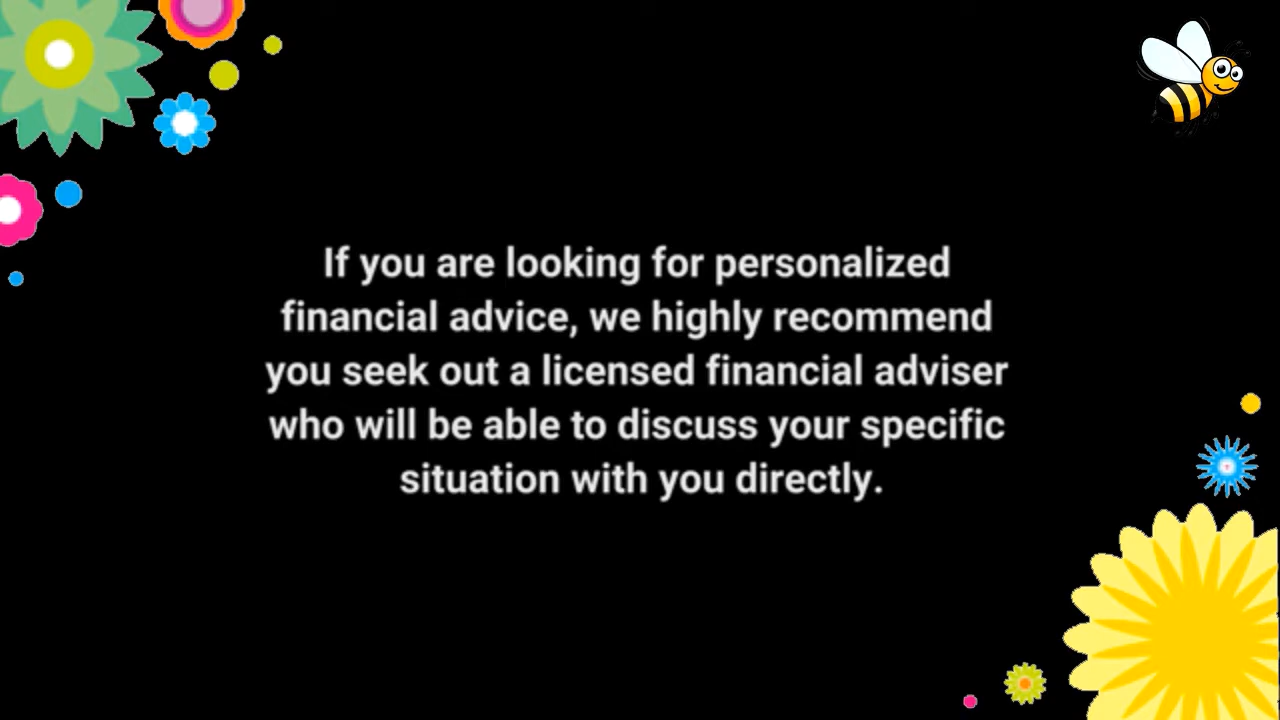 If you are looking for personalized
financial advice, we highly recommend
you seek out a licensed financial adviser
who will be able to discuss your specific
situation with you directly.